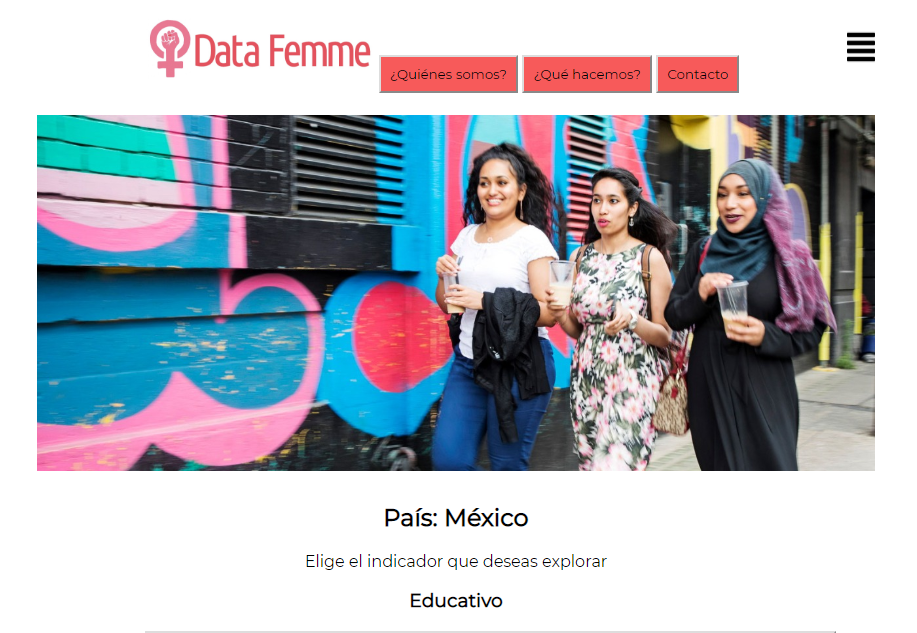 Data Femme
¿Quiénes somos? ¿Qué hacemos? Contacto
País: México
Elige el indicador que deseas explorar
Educativo